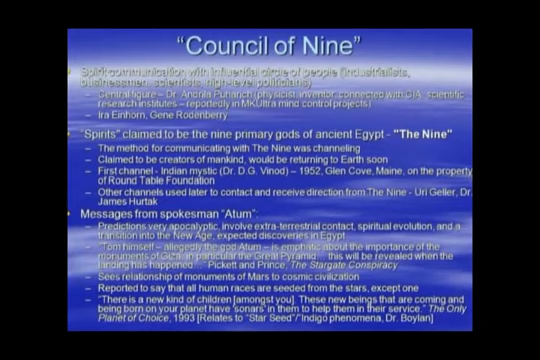 “Council of Nine”
Spirit communication with influential circle of people (industrialists,
businessmen, scientists, high-level politicians)
– Central figure – Dr. Andrija Puharich (physicist, inventor, connected with CIA, scientific
research institutes – reportedly in MKUltra mind control projects)
– Ira Einhorn, Gene Rodenberry
“Spirits” claimed to be the nine primary gods of ancient Egypt - "The Nine"
– The method for communicating with The Nine was channeling
– Claimed to be creators of mankind, would be returning to Earth soon
– First channel - Indian mystic (Dr. D.G. Vinod) – 1952, Glen Cove, Maine, on the property
of Round Table Foundation
– Other channels used later to contact and receive direction from The Nine - Uri Geller, Dr.
James Hurtak
Messages from spokesman “Atum”:
– Predictions very apocalyptic, involve extra-terrestrial contact, spiritual evolution, and a
transition into the New Age, expected discoveries in Egypt
– “Tom himself – allegedly the god Atum – is emphatic about the importance of the
monuments of Giza, in particular the Great Pyramid… this will be revealed when the
landing has happened…” Pickett and Prince, The Stargate Conspiracy
– Sees relationship of monuments of Mars to cosmic civilization
– Reported to say that all human races are seeded from the stars, except one
– “There is a new kind of children [amongst you]. These new beings that are coming and
being born on your planet have 'sonars' in them to help them in their service.” The Only
Planet of Choice, 1993 [Relates to “Star Seed”/“Indigo phenomena, Dr. Boylan]